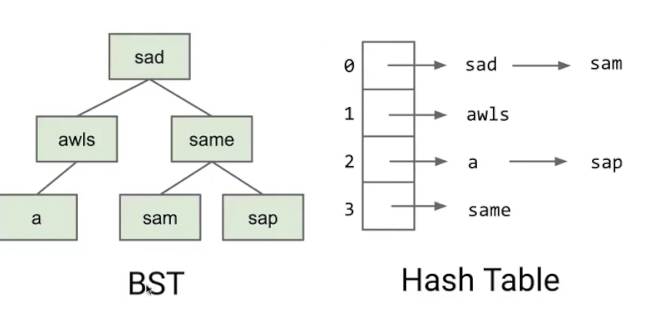 sad
awls same
a sam sap
BST
0 sad sam
1 awls
2 a sap
3 same
Hash Table